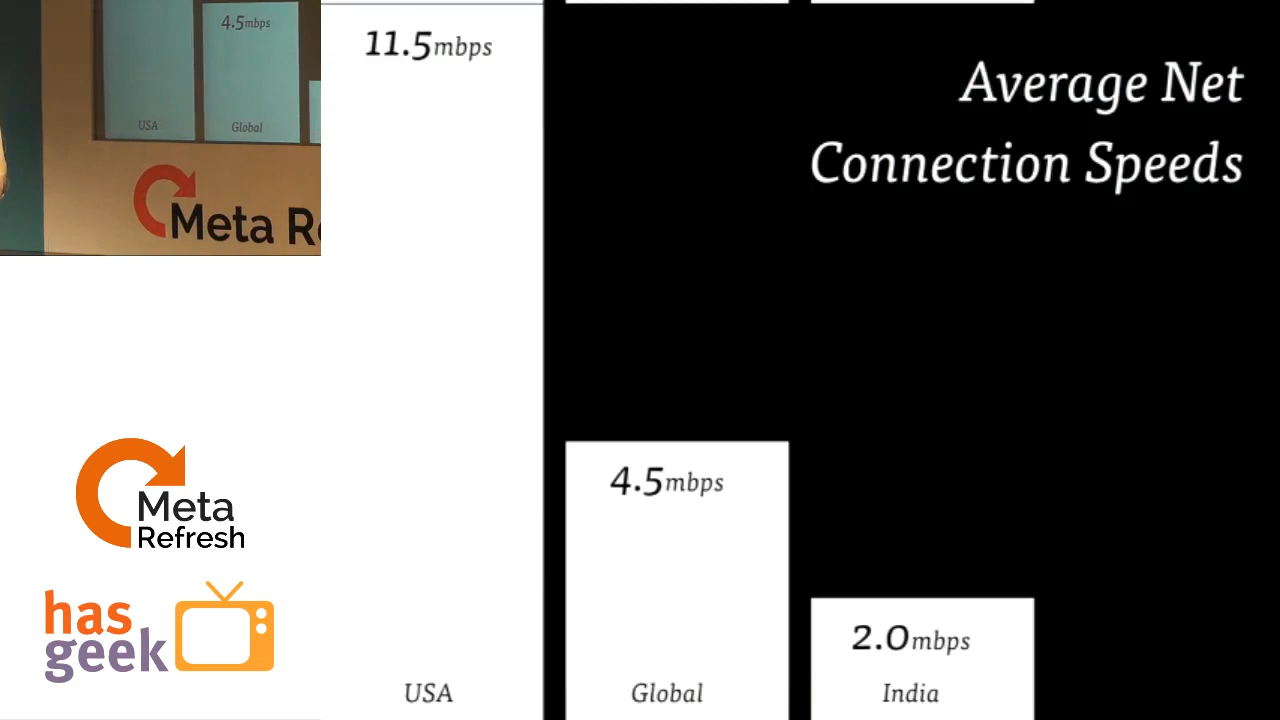 4.5mbps
USA
Global
Meta R
11.5mbps
Average Net
Connection Speeds
4.5mbps
2.0mbps
USA
Global
India
Meta
Refresh
has
geek